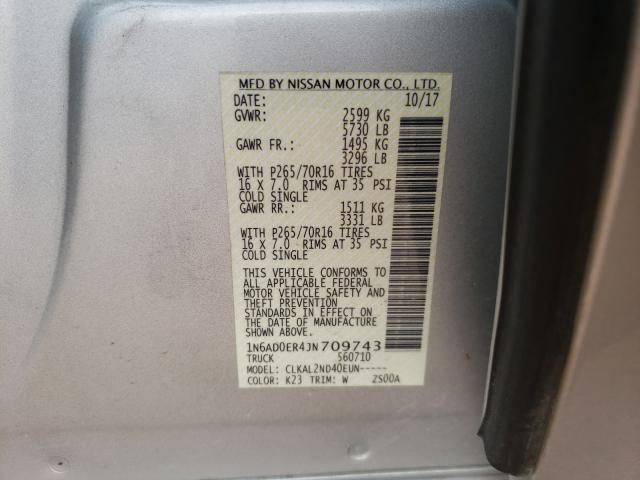 MFD BY NISSAN MOTOR CO., LTD.
DATE: 10/17
GVWR: 2599 KG
5730 LB
GAWR FR.: 1495 KG
3296 LB
WITH P265/70R16 TIRES
16 X 7.0 RIMS AT 35 PSI
COLD SINGLE
GAWR RR.: 1511 KG
3331 LB
WITH P265/70R16 TIRES
16 X 7.0 RIMS AT 35 PSI
COLD SINGLE
THIS VEHICLE CONFORMS TO
ALL APPLICABLE FEDERAL
MOTOR VEHICLE SAFETY AND
THEFT PREVENTION
STANDARDS IN EFFECT ON
THE DATE OF MANUFACTURE
SHOWN ABOVE.
1N6AD0ER4JN709743
TRUCK 560710
MODEL: CLKAL2ND40EUN-----
COLOR: K23 TRIM: W ZS00A